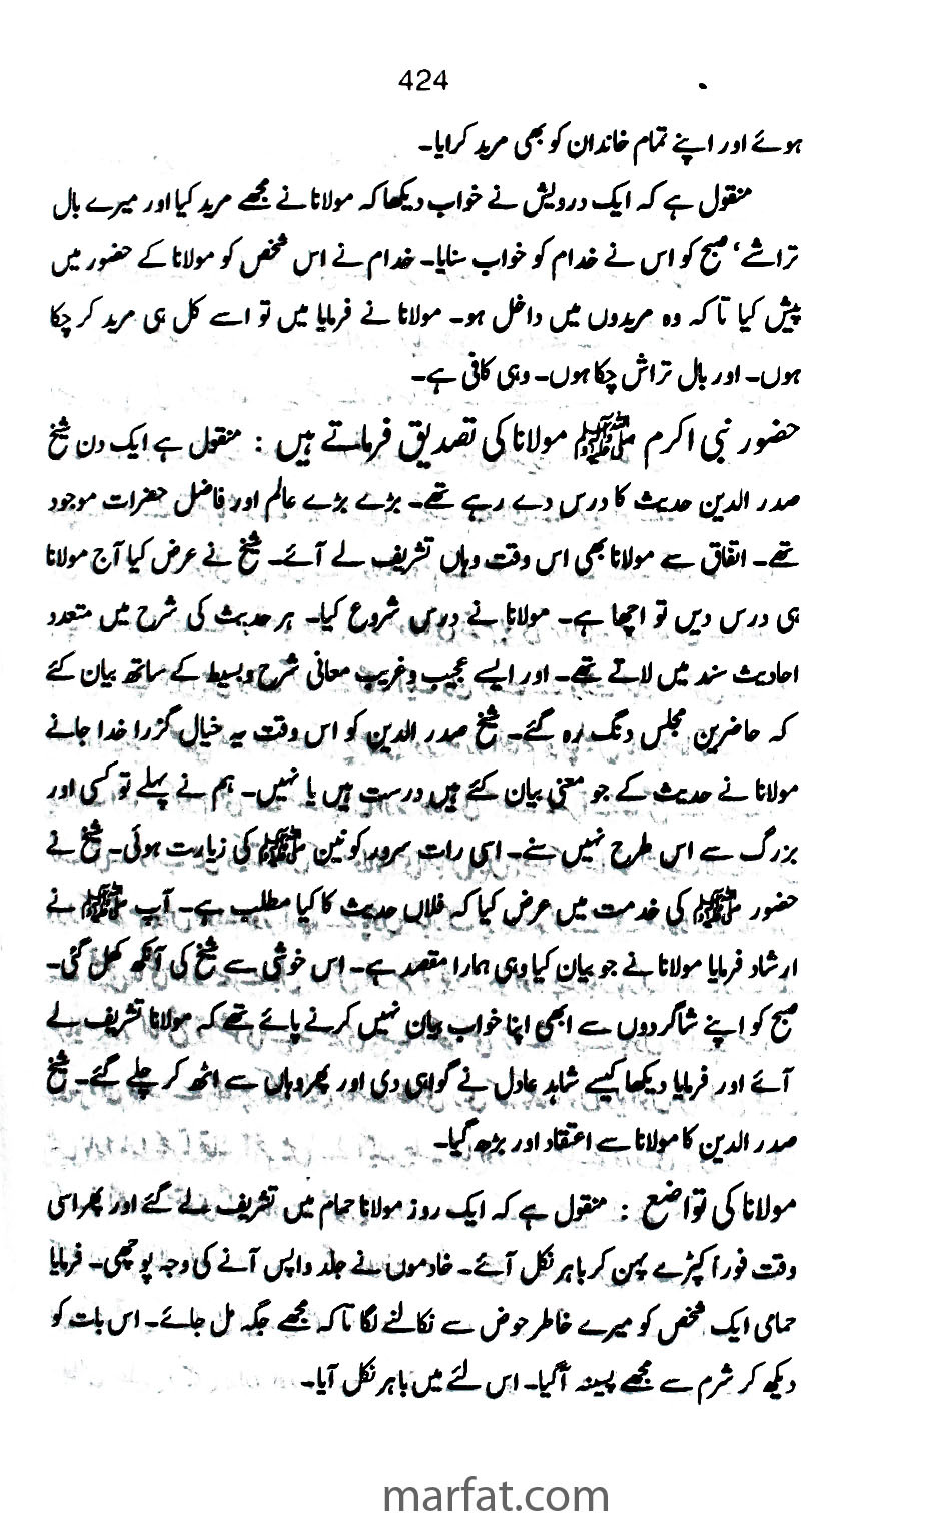 424
ہوئے اور اپنے تمام خاندان کو بھی مرید کرایا۔
منقول ہے کہ ایک درویش نے خواب دیکھا کہ مولانا نے مجھے مرید کیا اور میرے بال
تراشے، صبح کو اس نے خدام کو خواب سنایا۔ خدام نے اس شخص کو مولانا کے حضور میں
پیش کیا تاکہ وہ مریدوں میں داخل ہو۔ مولانا نے فرمایا میں تو اسے کل ہی مرید کر چکا
ہوں۔ اور بال تراش چکا ہوں۔ وہی کافی ہے۔
حضور نبی اکرم ﷺ مولانا کی تصدیق فرماتے ہیں : منقول ہے ایک دن شیخ
صدر الدین حدیث کا درس دے رہے تھے۔ بڑے بڑے عالم اور فاضل حضرات موجود
تھے۔ اتفاق سے مولانا بھی اس وقت وہاں تشریف لے آئے۔ شیخ نے عرض کیا آج مولانا
ہی درس دیں تو اچھا ہے۔ مولانا نے درس شروع کیا۔ ہر حدیث کی شرح میں متعدد
احادیث سند میں لاتے تھے۔ اور ایسے عجیب و غریب معانی شرح و بسیط کے ساتھ بیان کئے
کہ حاضرین مجلس دنگ رہ گئے۔ شیخ صدر الدین کو اس وقت یہ خیال گزرا خدا جانے
مولانا نے حدیث کے جو معنی بیان کئے ہیں درست ہیں یا نہیں۔ ہم نے پہلے تو کسی اور
بزرگ سے اس طرح نہیں سنے۔ اسی رات سرور کونین ﷺ کی زیارت ہوئی۔ شیخ نے
حضور ﷺ کی خدمت میں عرض کیا کہ فلاں حدیث کا کیا مطلب ہے۔ آپ ﷺ نے
ارشاد فرمایا مولانا نے جو بیان کیا وہی ہمارا مقصد ہے۔ اس خوشی سے شیخ کی آنکھ کھل گئی۔
صبح کو اپنے شاگردوں سے ابھی اپنا خواب بیان نہیں کرنے پائے تھے کہ مولانا تشریف لے
آئے اور فرمایا دیکھا کیسے شاہد عادل نے گواہی دی اور پھر وہاں سے اٹھ کر چلے گئے۔ شیخ
صدر الدین کا مولانا سے اعتقاد اور بڑھ گیا۔
مولانا کی تواضع : منقول ہے کہ ایک روز مولانا حمام میں تشریف لے گئے اور پھر اسی
وقت فورا کپڑے پہن کر باہر نکل آئے۔ خادموں نے جلد واپس آنے کی وجہ پوچھی۔ فرمایا
حمامی ایک شخص کو میرے خاطر حوض سے نکالنے لگا تاکہ مجھے جگہ مل جائے۔ اس بات کو
دیکھ کر شرم سے مجھے پسینہ آگیا۔ اس لئے میں باہر نکل آیا۔
marfat.com